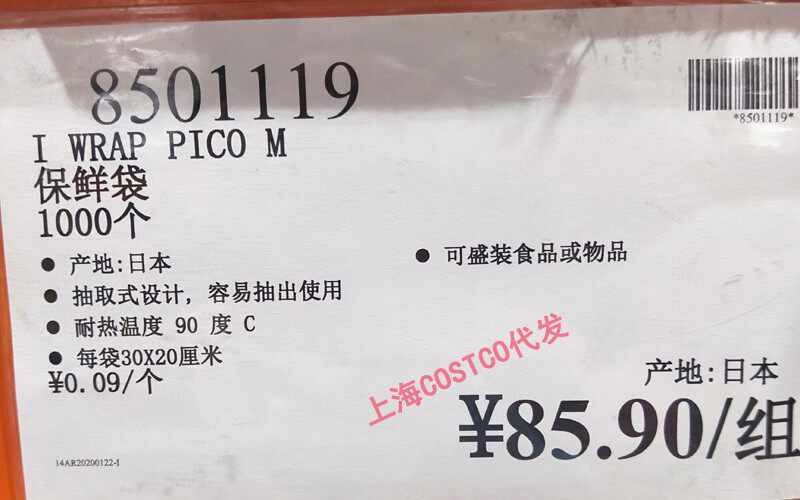 8501119
*8501119*
I WRAP PICO M
保鲜袋
1000个
● 产地:日本
● 可盛装食品或物品
● 抽取式设计, 容易抽出使用
● 耐热温度 90 度 C
● 每袋30X20厘米
¥0.09/个
上海COSTCO代发
产地:日本
¥85.90/组
14AR20200122-I